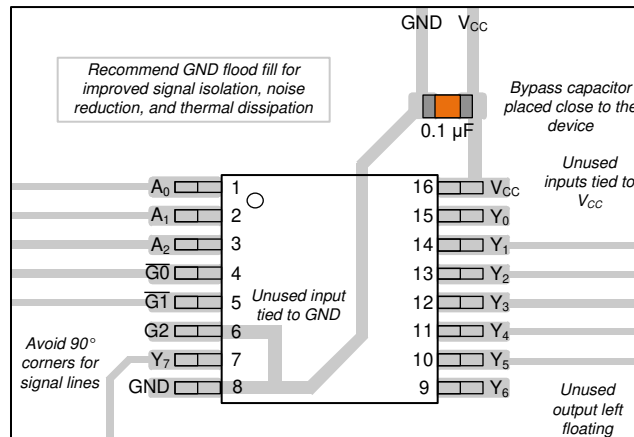 GND VCC
Recommend GND flood fill for
improved signal isolation, noise
reduction, and thermal dissipation
Bypass capacitor
placed close to the
device
0.1 µF
Unused
inputs tied to
VCC
A0 1 16 VCC
A1 2 15 Y0
A2 3 14 Y1
G0 4 13 Y2
G1 5 12 Y3
Unused input
tied to GND
G2 6 11 Y4
Y7 7 10 Y5
GND 8 9 Y6
Avoid 90°
corners for
signal lines
Unused
output left
floating